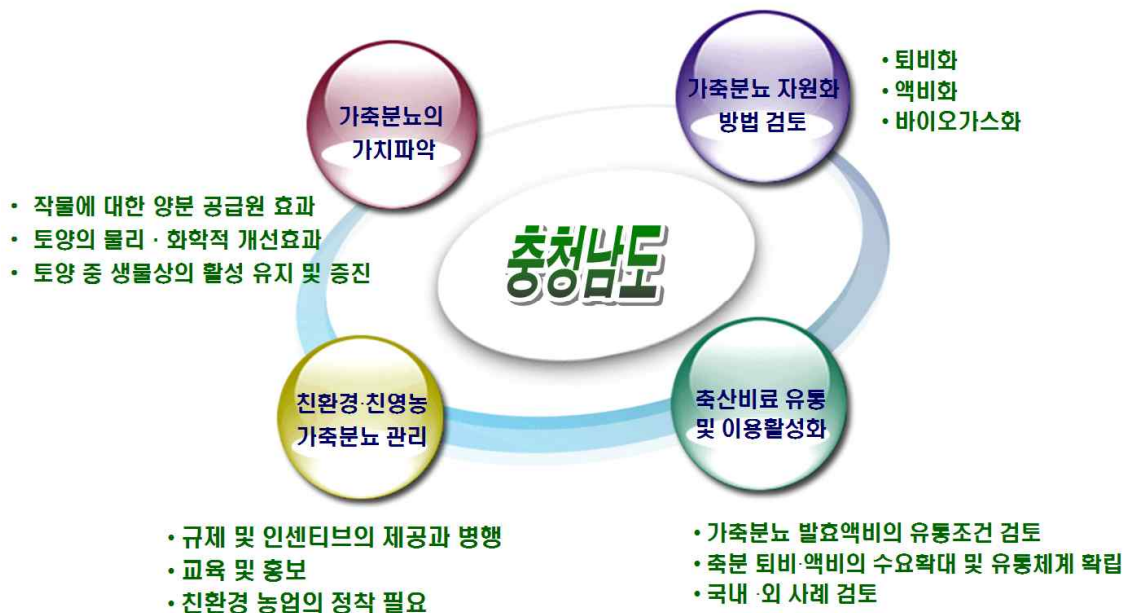 가축분뇨의
가치파악
• 작물에 대한 양분 공급원 효과
• 토양의 물리 · 화학적 개선효과
• 토양 중 생물상의 활성 유지 및 증진
가축분뇨 자원화
방법 검토
• 퇴비화
• 액비화
• 바이오가스화
충청남도
친환경·친영농
가축분뇨 관리
• 규제 및 인센티브의 제공과 병행
• 교육 및 홍보
• 친환경 농업의 정착 필요
축산비료 유통
및 이용활성화
• 가축분뇨 발효액비의 유통조건 검토
• 축분 퇴비·액비의 수요확대 및 유통체계 확립
• 국내 ·외 사례 검토